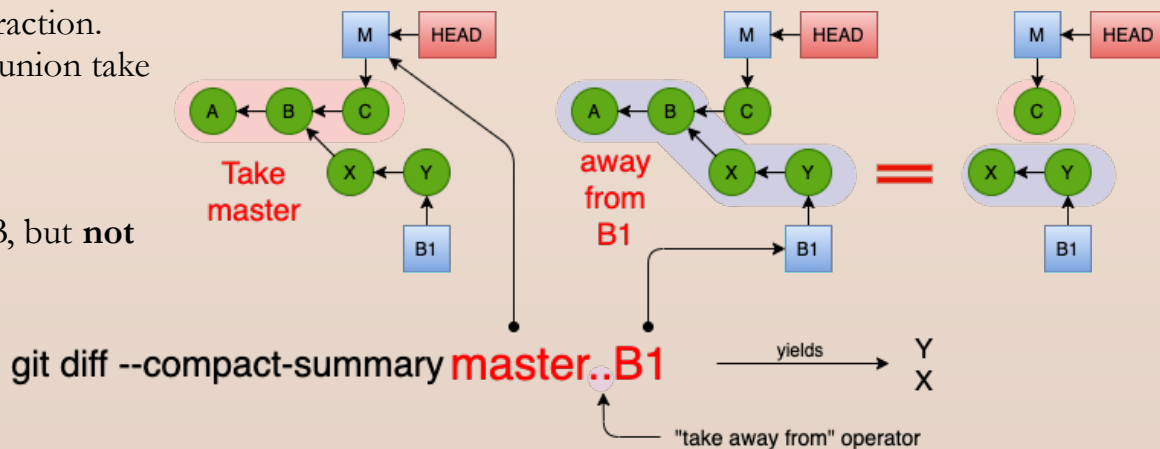 raction.
union take
B, but not
M
HEAD
A
B
C
X
Y
B1
Take
master
M
HEAD
A
B
C
X
Y
B1
away
from
B1
M
HEAD
C
X
Y
B1
git diff --compact-summary master..B1
yields
Y
X
"take away from" operator